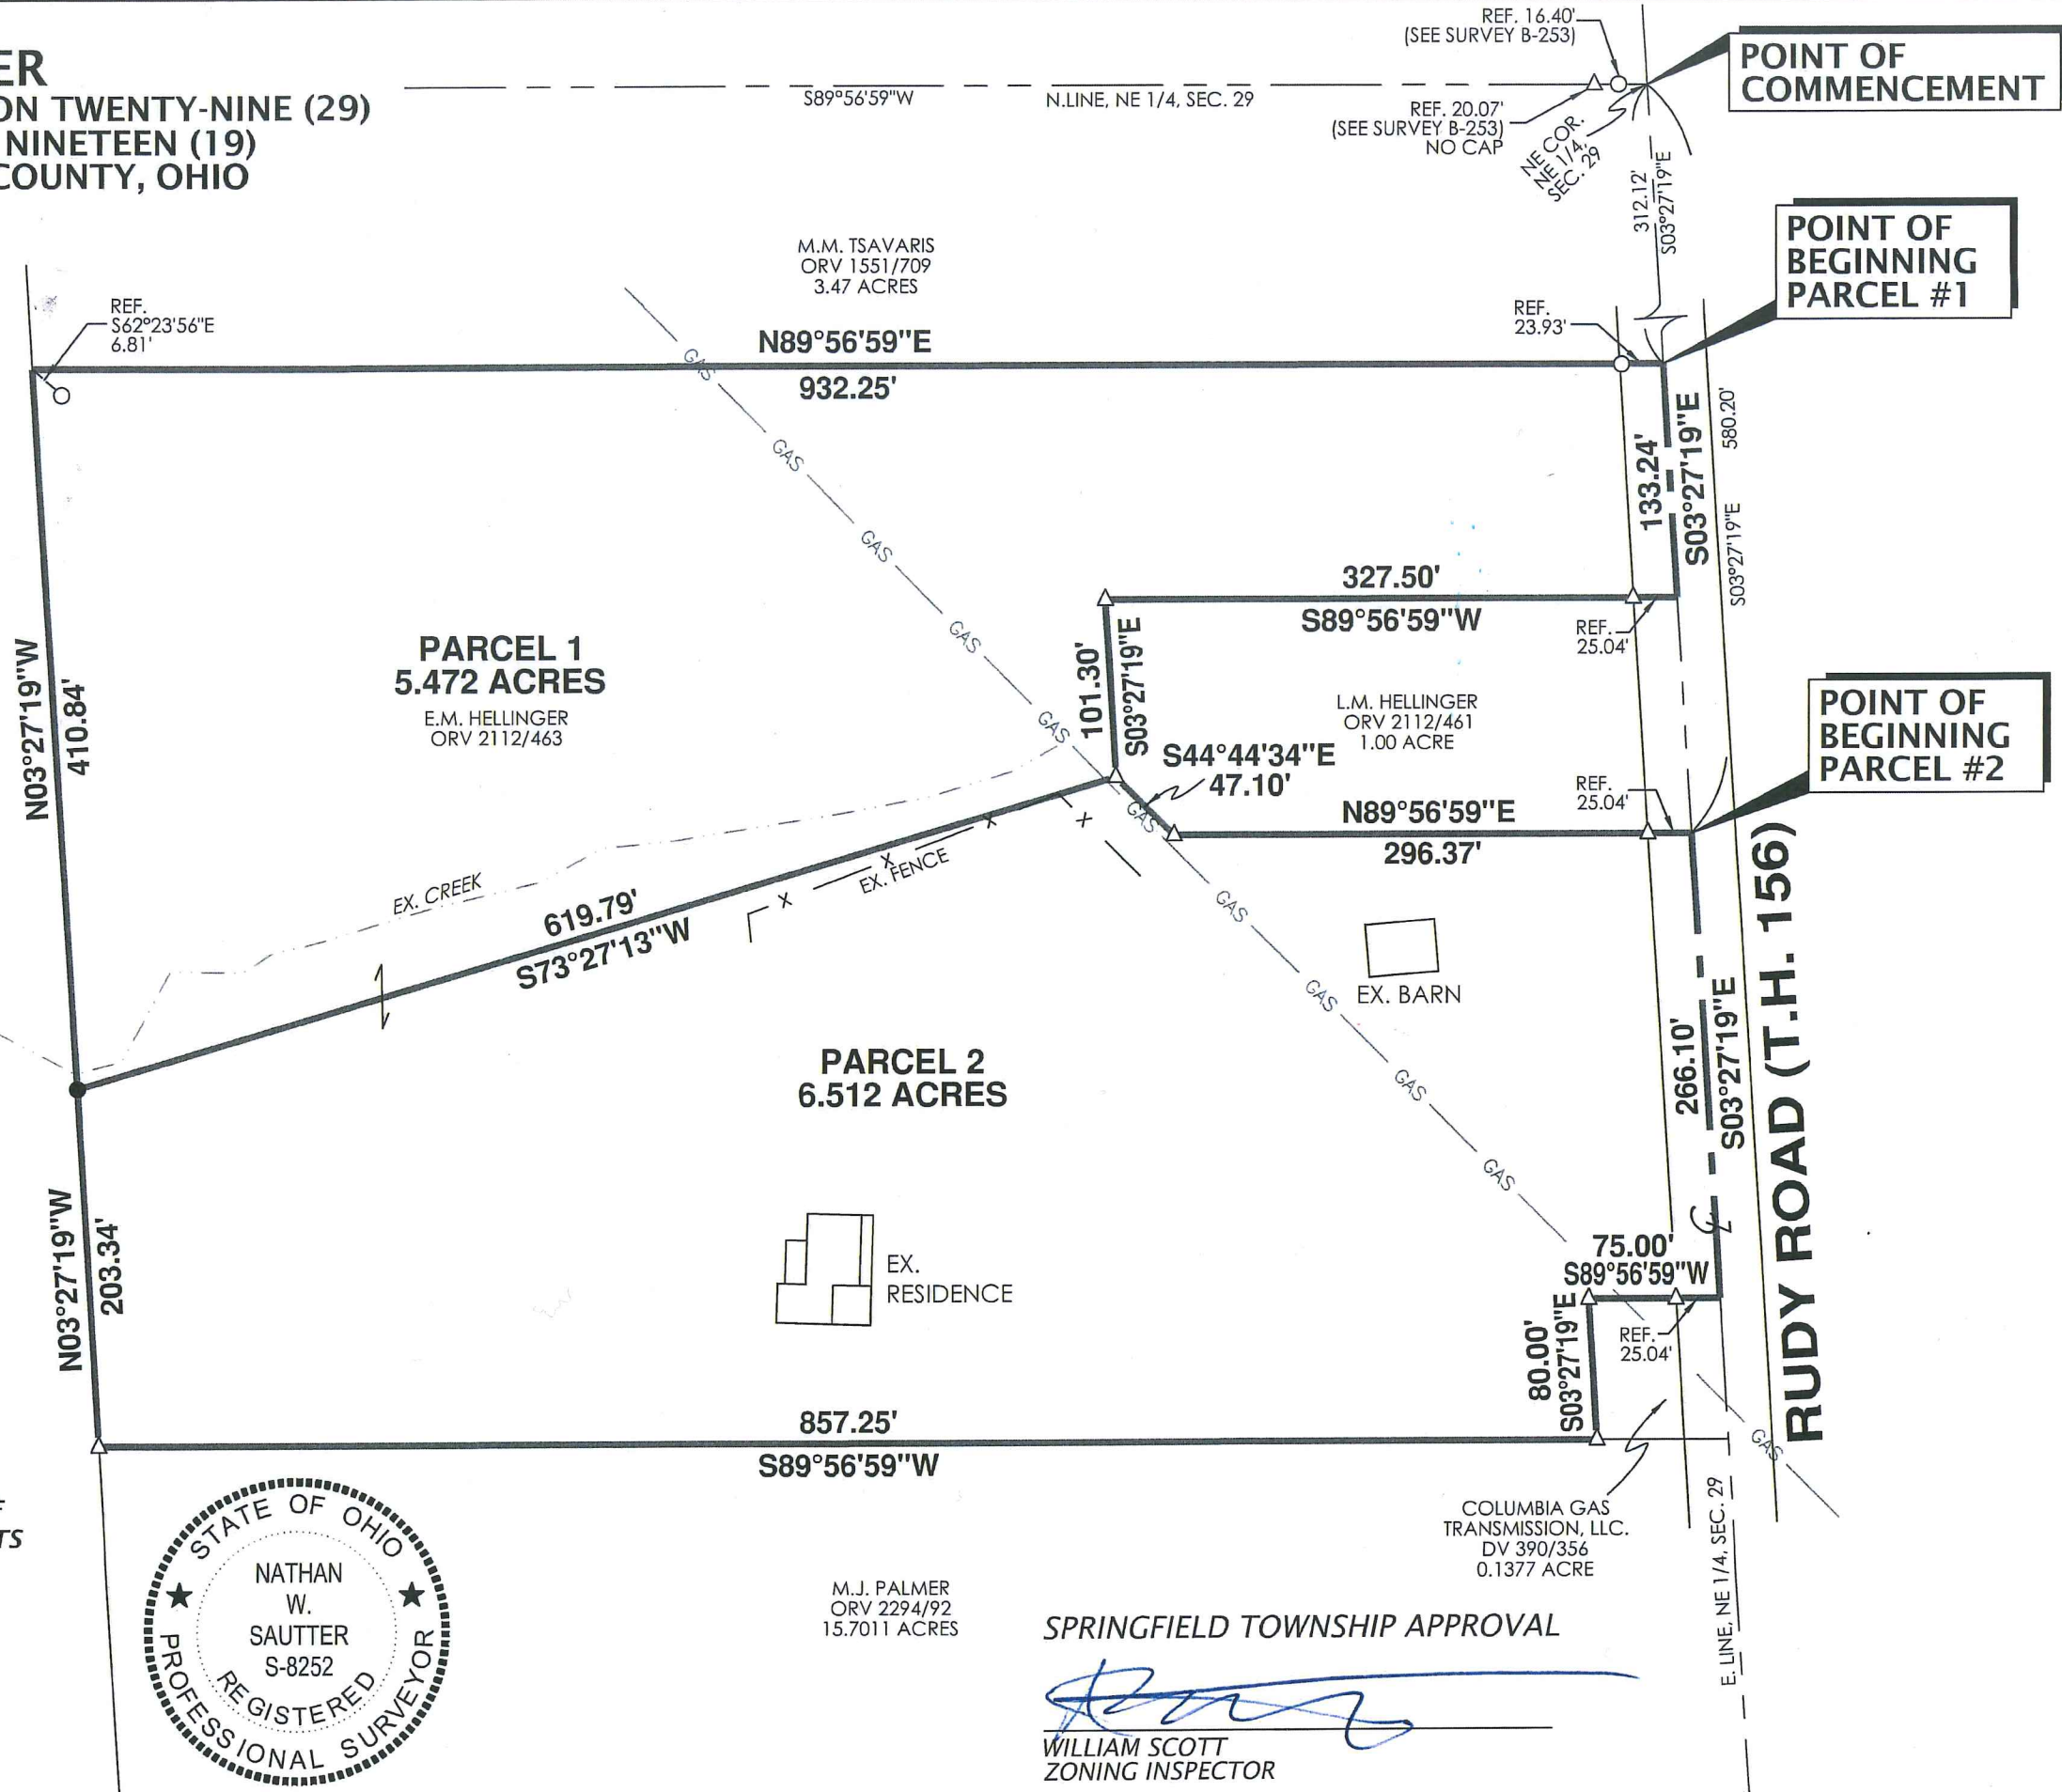 ER
ON TWENTY-NINE (29)
NINETEEN (19)
COUNTY, OHIO
S89°56'59"W
N.LINE, NE 1/4, SEC. 29
REF. 16.40'
(SEE SURVEY B-253)
REF. 20.07'
(SEE SURVEY B-253)
NO CAP
NE COR.
NE 1/4,
SEC. 29
POINT OF
COMMENCEMENT
312.12'
S03°27'19"E
POINT OF
BEGINNING
PARCEL #1
M.M. TSAVARIS
ORV 1551/709
3.47 ACRES
REF.
S62°23'56"E
6.81'
REF.
23.93'
N89°56'59"E
932.25'
GAS
GAS
GAS
GAS
GAS
GAS
GAS
GAS
GAS
GAS
GAS
133.24'
S03°27'19"E
580.20'
S03°27'19"E
327.50'
S89°56'59"W
REF.
25.04'
PARCEL 1
5.472 ACRES
E.M. HELLINGER
ORV 2112/463
N03°27'19"W
410.84'
101.30'
S03°27'19"E
L.M. HELLINGER
ORV 2112/461
1.00 ACRE
S44°44'34"E
47.10'
REF.
25.04'
POINT OF
BEGINNING
PARCEL #2
N89°56'59"E
296.37'
EX. CREEK
X
X
X
X
EX. FENCE
619.79'
S73°27'13"W
EX. BARN
266.10'
S03°27'19"E
RUDY ROAD (T.H. 156)
PARCEL 2
6.512 ACRES
N03°27'19"W
203.34'
EX.
RESIDENCE
75.00'
S89°56'59"W
REF.
25.04'
80.00'
S03°27'19"E
857.25'
S89°56'59"W
COLUMBIA GAS
TRANSMISSION, LLC.
DV 390/356
0.1377 ACRE
E. LINE, NE 1/4, SEC. 29
TS
STATE OF OHIO
NATHAN
W.
SAUTTER
S-8252
REGISTERED
PROFESSIONAL SURVEYOR
M.J. PALMER
ORV 2294/92
15.7011 ACRES
SPRINGFIELD TOWNSHIP APPROVAL
WILLIAM SCOTT
ZONING INSPECTOR